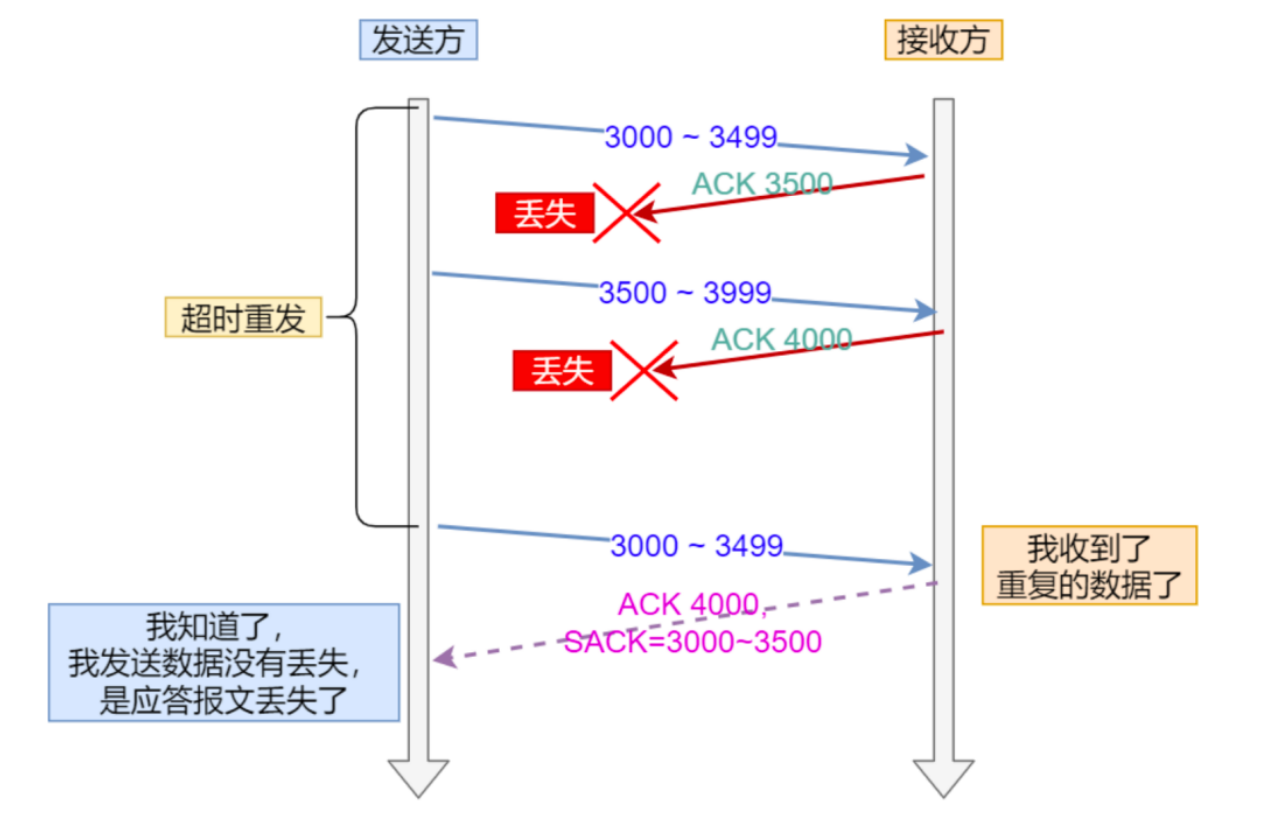 发送方
接收方
3000 ~ 3499
ACK 3500
丢失
3500 ~ 3999
超时重发
ACK 4000
丢失
3000 ~ 3499
我收到了
重复的数据了
ACK 4000,
SACK=3000~3500
我知道了，
我发送数据没有丢失，
是应答报文丢失了